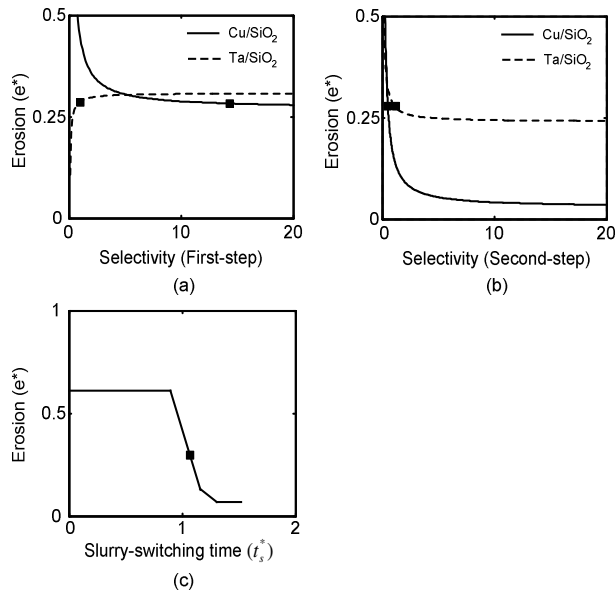 0.5
0.25
0
Erosion (e*)
Cu/SiO2
Ta/SiO2
0
10
20
Selectivity (First-step)
(a)
0.5
0.25
0
Erosion (e*)
Cu/SiO2
Ta/SiO2
0
10
20
Selectivity (Second-step)
(b)
1
0.5
0
Erosion (e*)
0
1
2
Slurry-switching time (t*s)
(c)